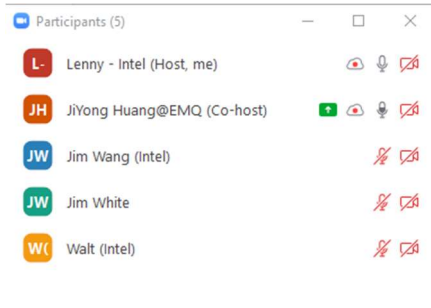 Participants (5)
L- Lenny - Intel (Host, me)
JH JiYong Huang@EMQ (Co-host)
JW Jim Wang (Intel)
JW Jim White
W( Walt (Intel)